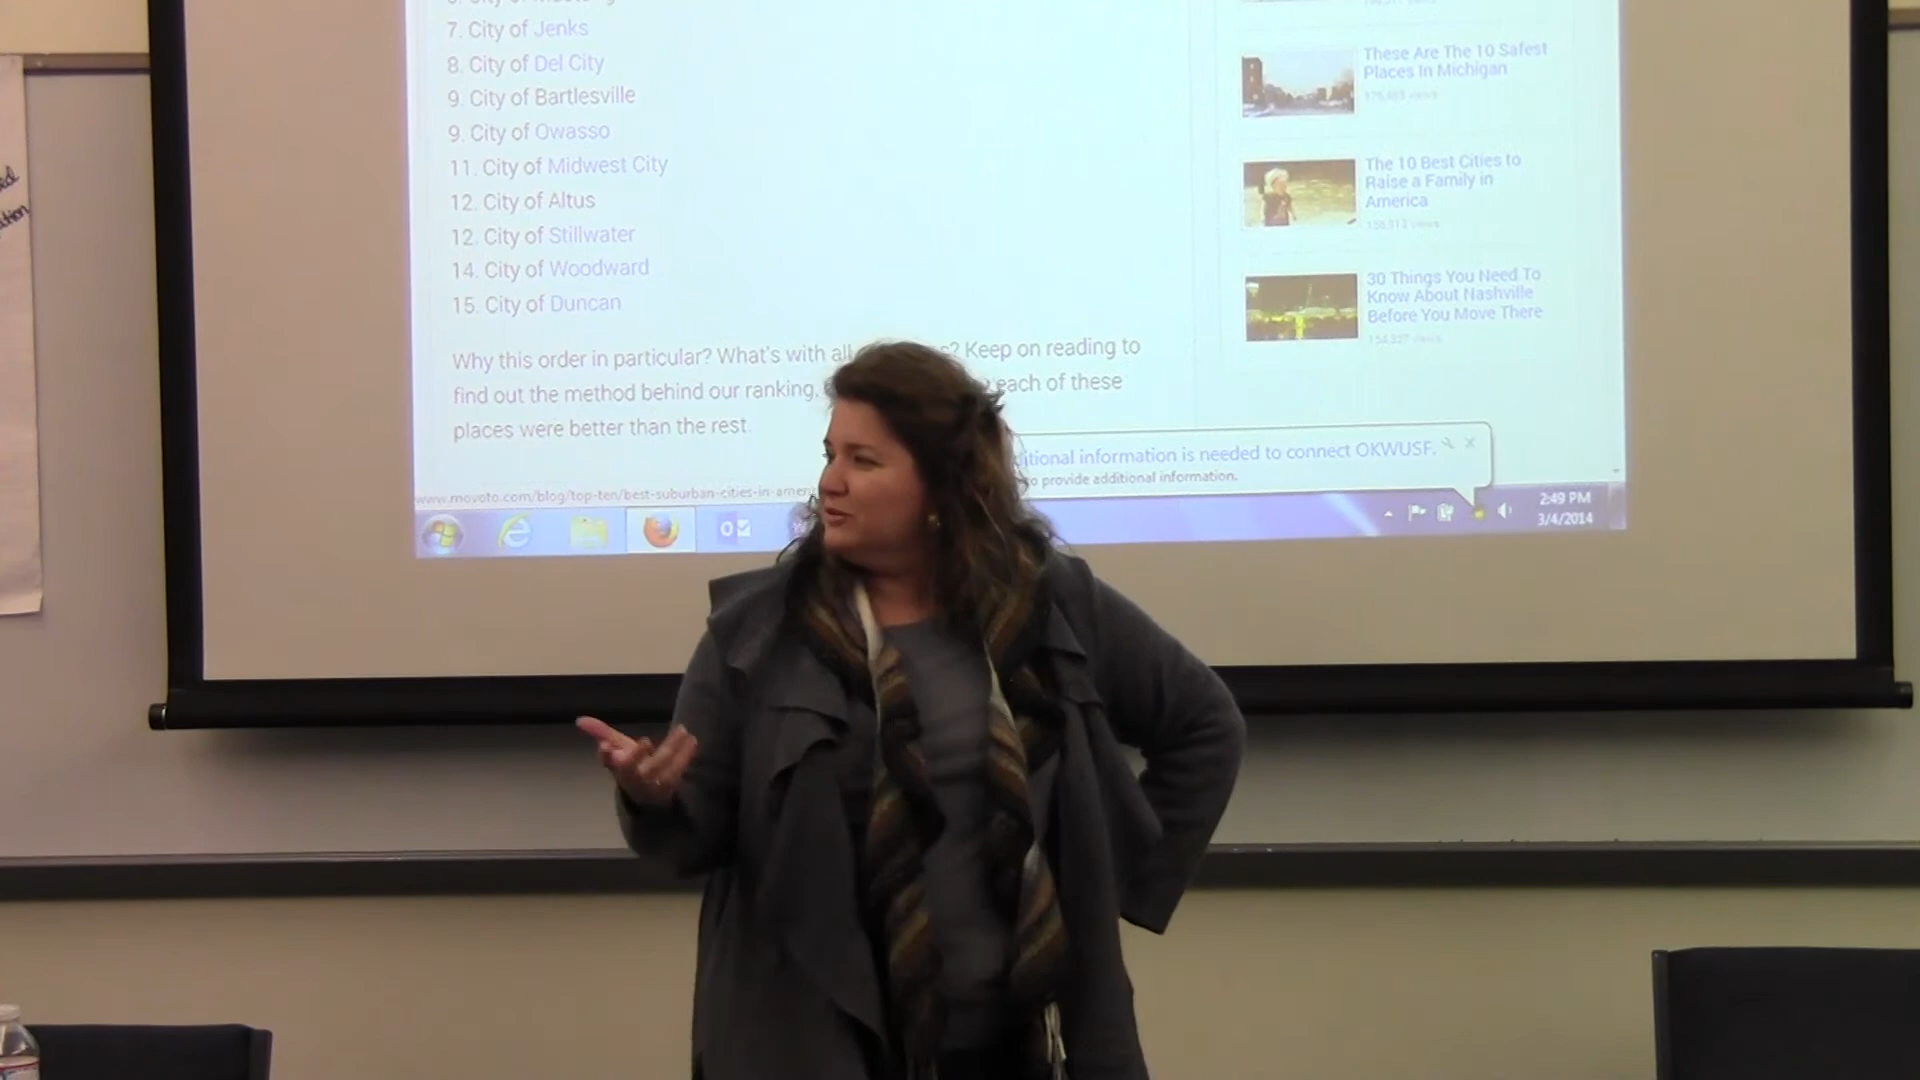 7. City of Jenks
8. City of Del City
9. City of Bartlesville
9. City of Owasso
11. City of Midwest City
12. City of Altus
12. City of Stillwater
14. City of Woodward
15. City of Duncan
Why this order in particular? What's with all ? Keep on reading to
find out the method behind our ranking, each of these
places were better than the rest.
These Are The 10 Safest
Places In Michigan
The 10 Best Cities to
Raise a Family in
America
30 Things You Need To
Know About Nashville
Before You Move There
information is needed to connect OKWUSF.
to provide additional information.
www.movoto.com/blog/top-ten/best-suburban-cities-in-amer
2:49 PM
3/4/2014